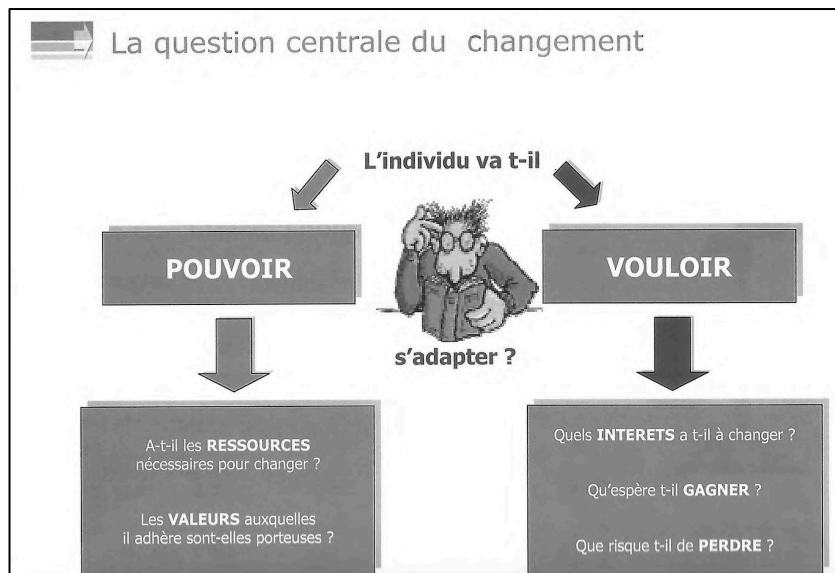 La question centrale du changement
L'individu va t-il
POUVOIR
VOULOIR
s'adapter ?
A-t-il les RESSOURCES
nécessaires pour changer ?
Les VALEURS auxquelles
il adhère sont-elles porteuses ?
Quels INTERETS a t-il à changer ?
Qu'espère t-il GAGNER ?
Que risque t-il de PERDRE ?